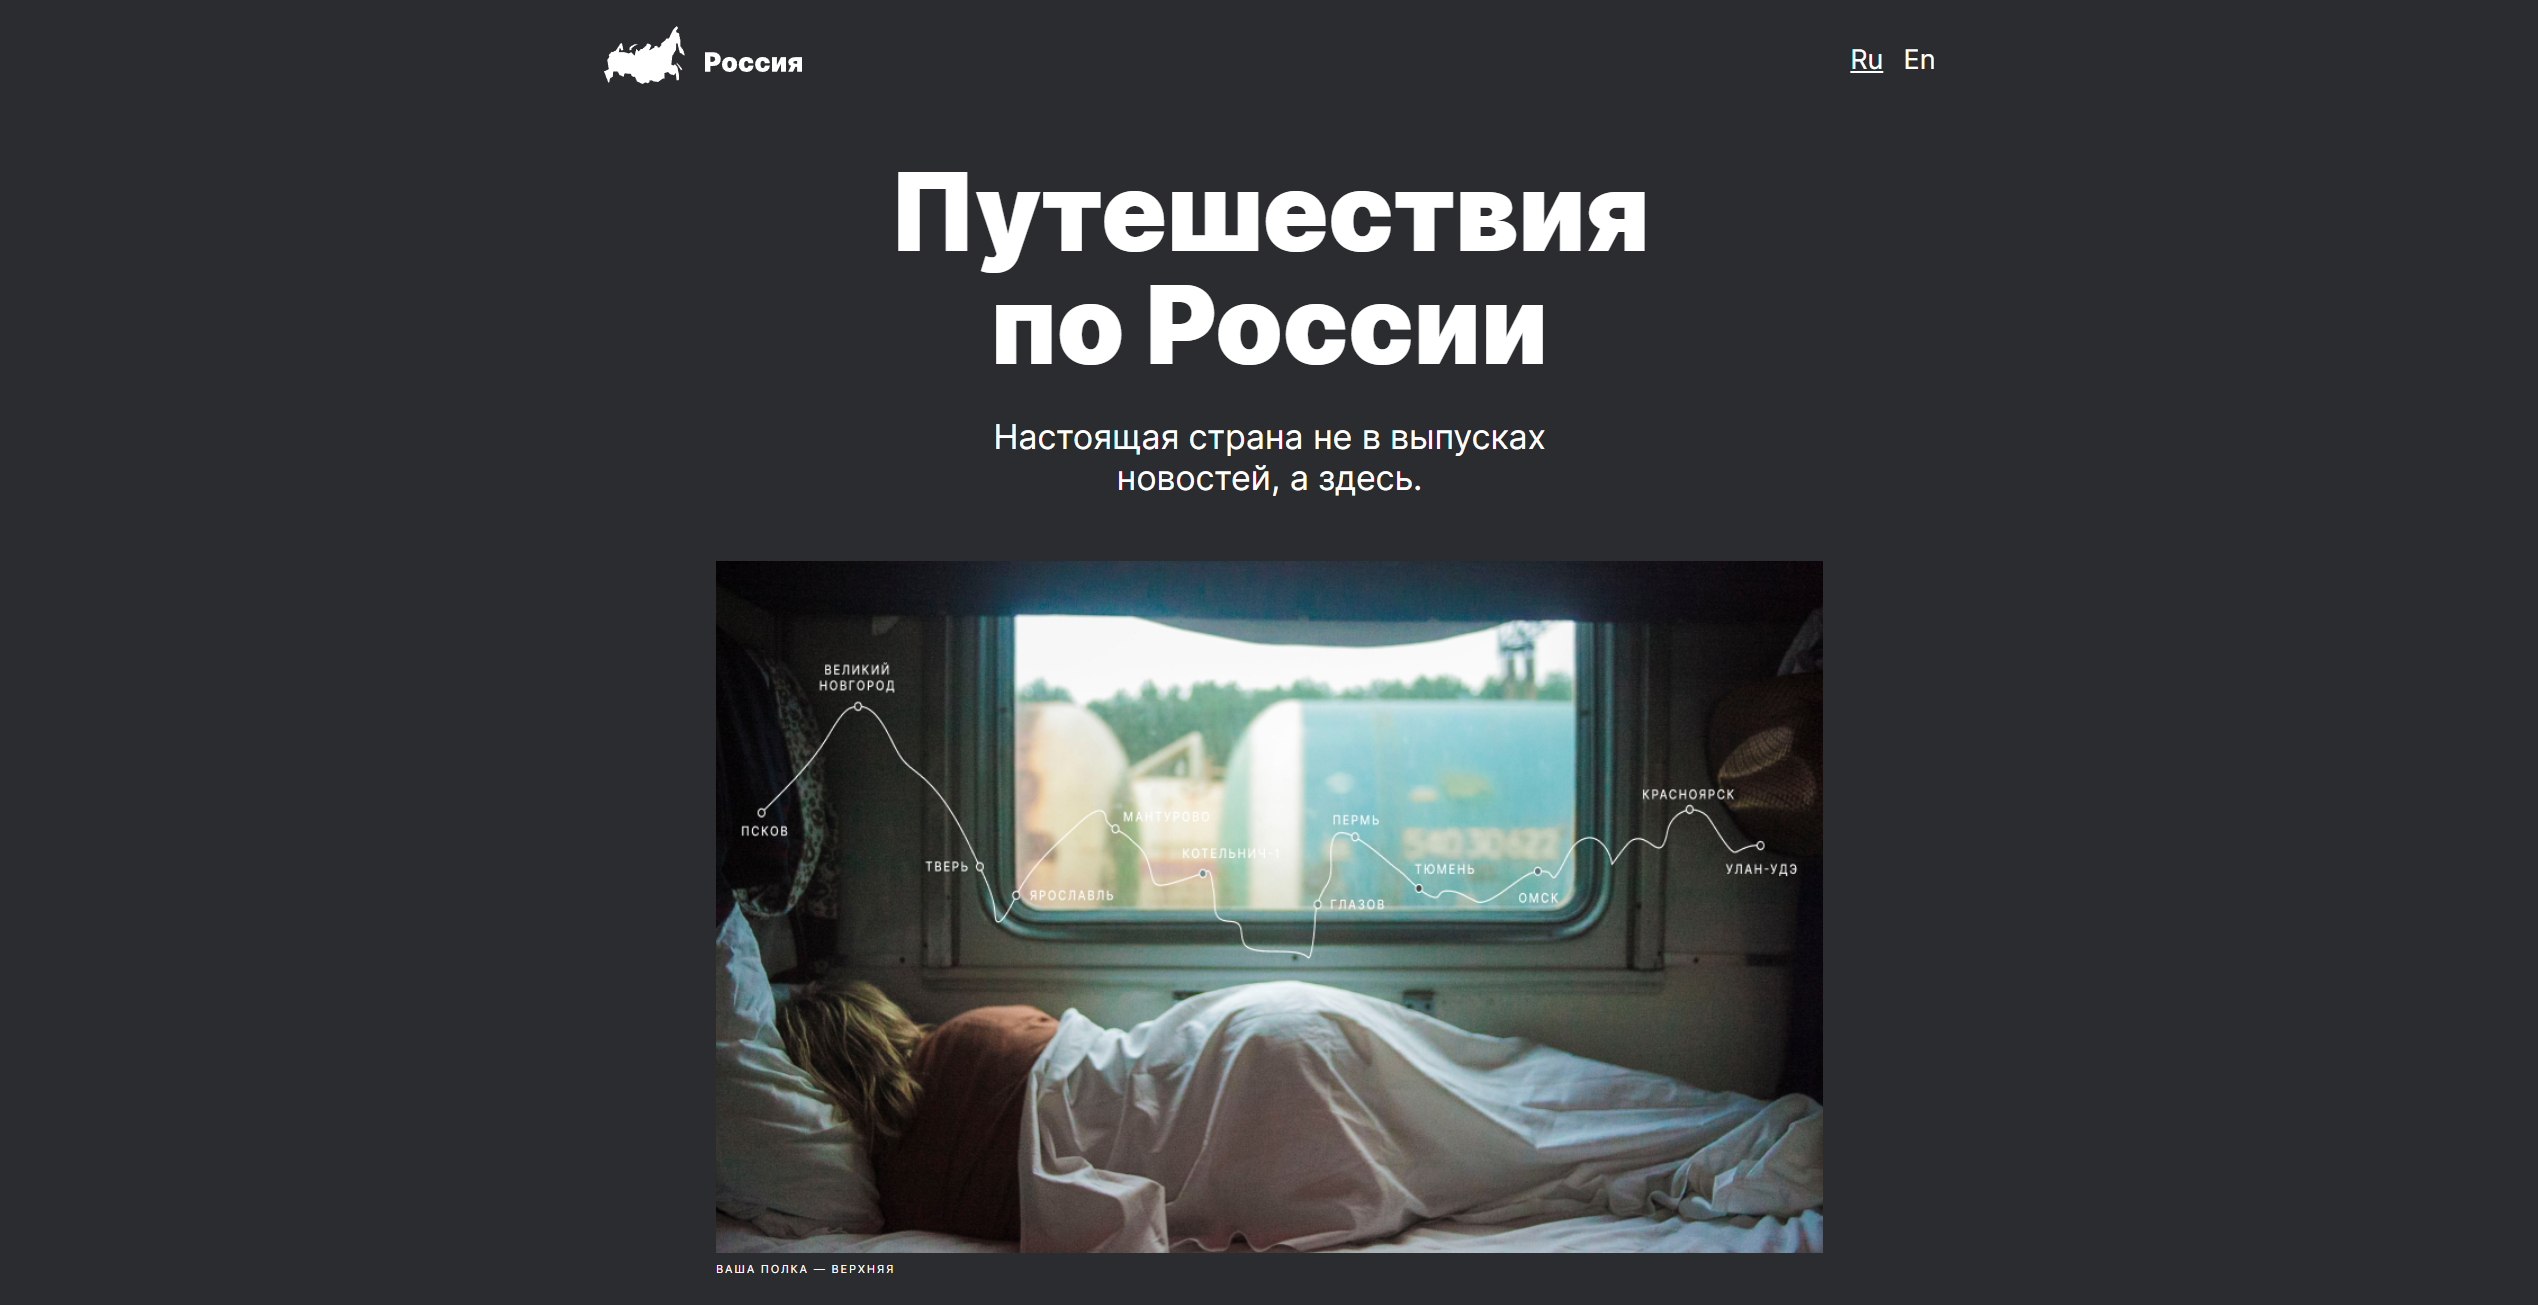 Россия
Ru En
Путешествия
по России
Настоящая страна не в выпусках
новостей, а здесь.
ВЕЛИКИЙ
НОВГОРОД
ПСКОВ
ТВЕРЬ
ЯРОСЛАВЛЬ
МАНТУРОВО
КОТЕЛЬНИЧ-1
ПЕРМЬ
54030622
ГЛАЗОВ
ТЮМЕНЬ
ОМСК
КРАСНОЯРСК
УЛАН-УДЭ
ВАША ПОЛКА — ВЕРХНЯЯ